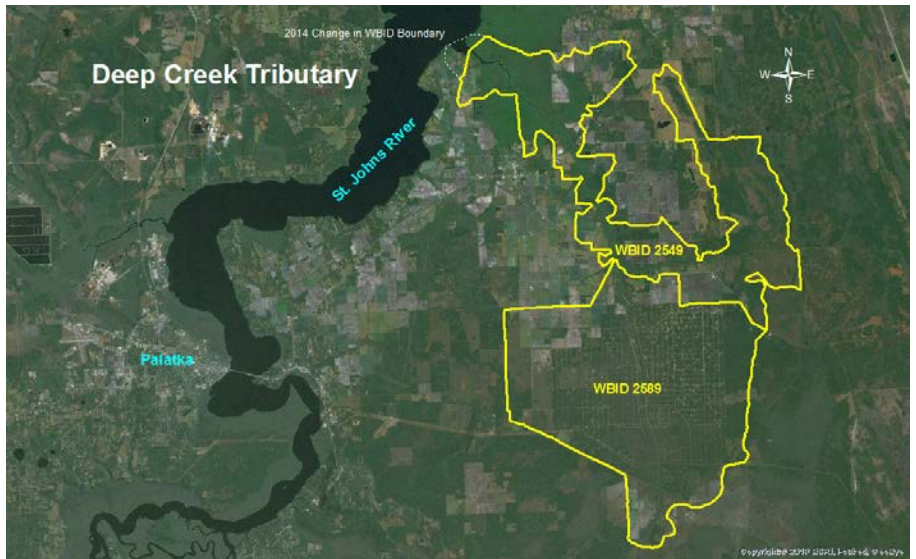 2014 Change in WBID Boundary
Deep Creek Tributary
N
W E
S
St. Johns River
WBID 2549
Palatka
WBID 2589